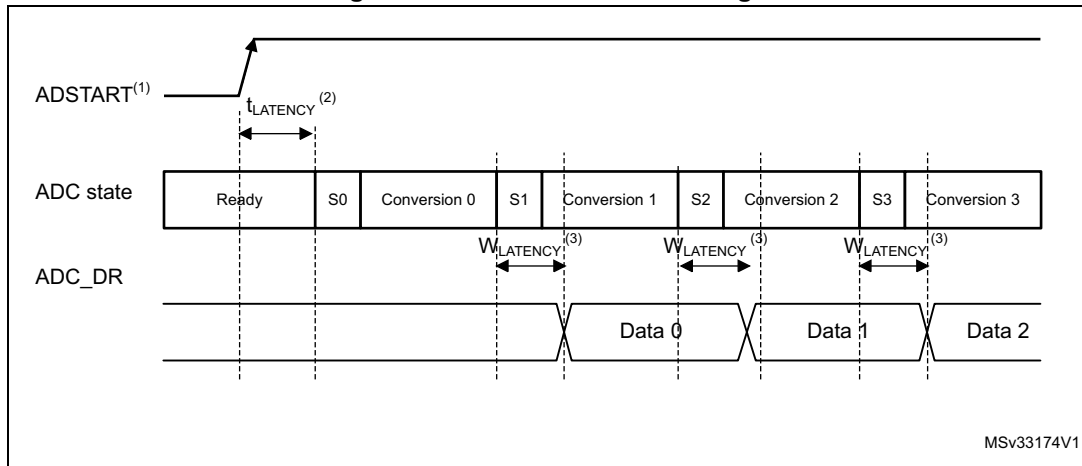 ADSTART(1)
tLATENCY(2)
ADC state
Ready
S0
Conversion 0
S1
Conversion 1
S2
Conversion 2
S3
Conversion 3
WLATENCY(3)
WLATENCY(3)
WLATENCY(3)
ADC_DR
Data 0
Data 1
Data 2
MSv33174V1